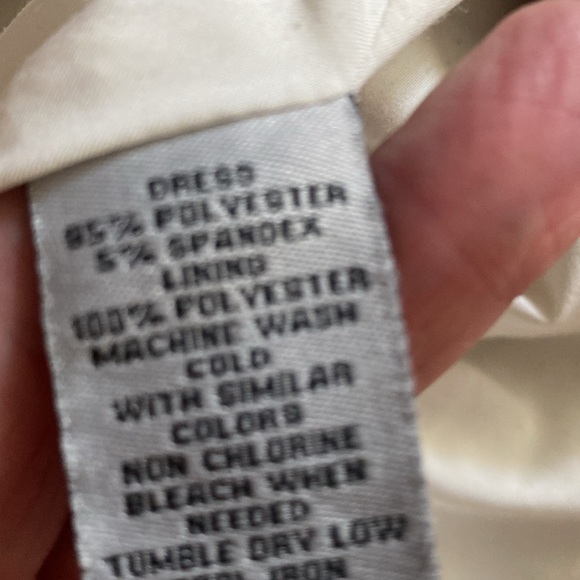 DRESS
95% POLYESTER
5% SPANDEX
LINING
100% POLYESTER
MACHINE WASH
COLD
WITH SIMILAR
COLORS
NON CHLORINE
BLEACH WHEN
NEEDED
TUMBLE DRY LOW
IRON